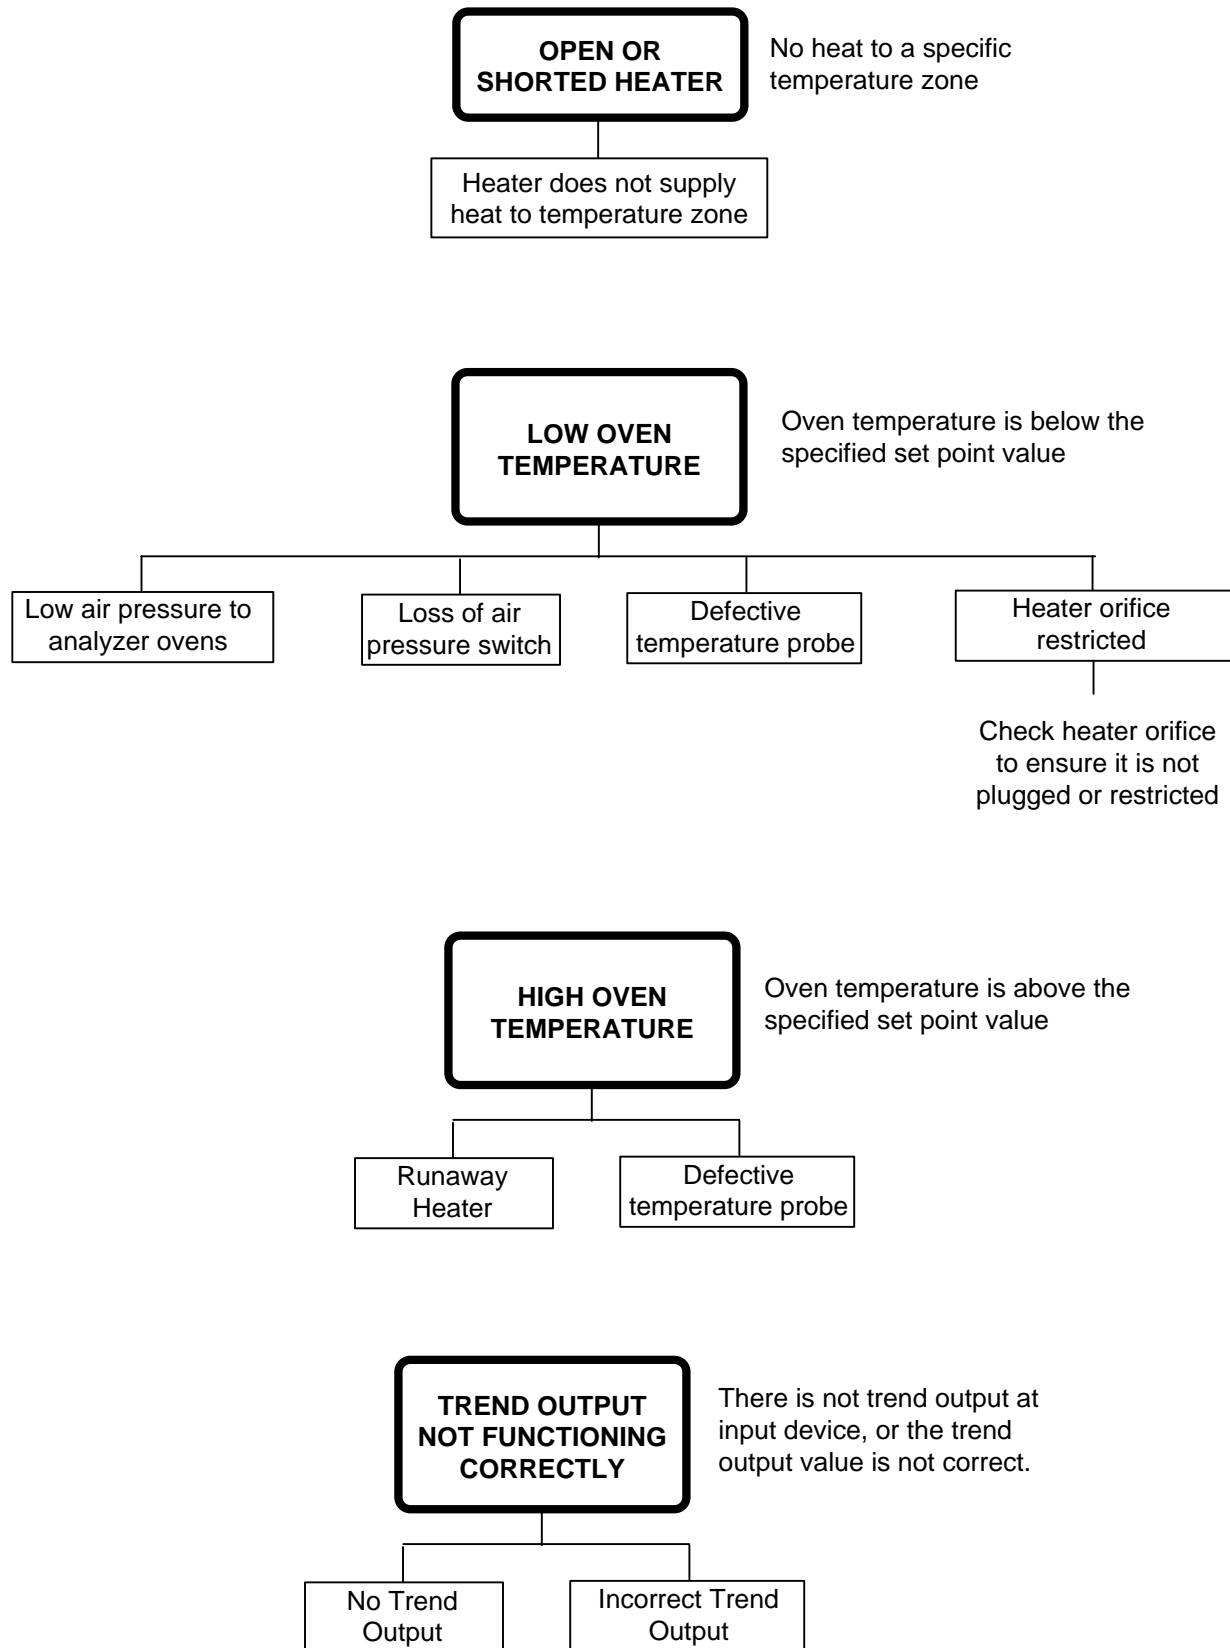 OPEN OR
SHORTED HEATER
No heat to a specific
temperature zone
Heater does not supply
heat to temperature zone
LOW OVEN
TEMPERATURE
Oven temperature is below the
specified set point value
Low air pressure to
analyzer ovens
Loss of air
pressure switch
Defective
temperature probe
Heater orifice
restricted
Check heater orifice
to ensure it is not
plugged or restricted
HIGH OVEN
TEMPERATURE
Oven temperature is above the
specified set point value
Runaway
Heater
Defective
temperature probe
TREND OUTPUT
NOT FUNCTIONING
CORRECTLY
There is not trend output at
input device, or the trend
output value is not correct.
No Trend
Output
Incorrect Trend
Output